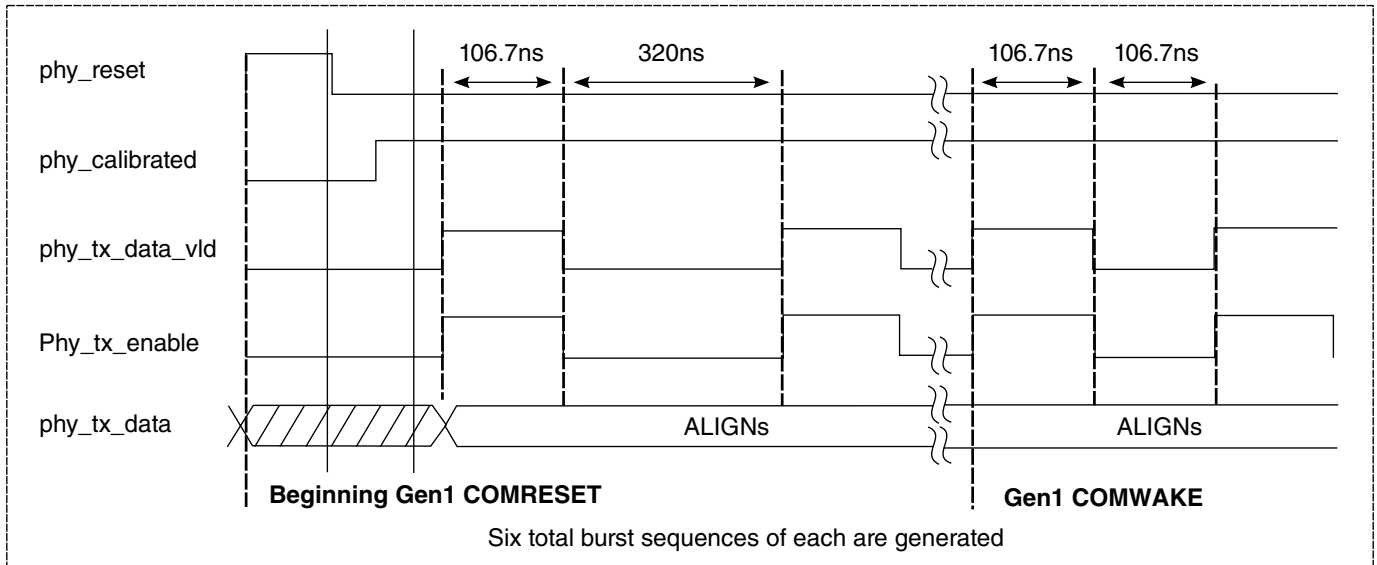 106.7ns 320ns 106.7ns 106.7ns
phy_reset
phy_calibrated
phy_tx_data_vld
Phy_tx_enable
phy_tx_data ALIGNs ALIGNs
Beginning Gen1 COMRESET Gen1 COMWAKE
Six total burst sequences of each are generated